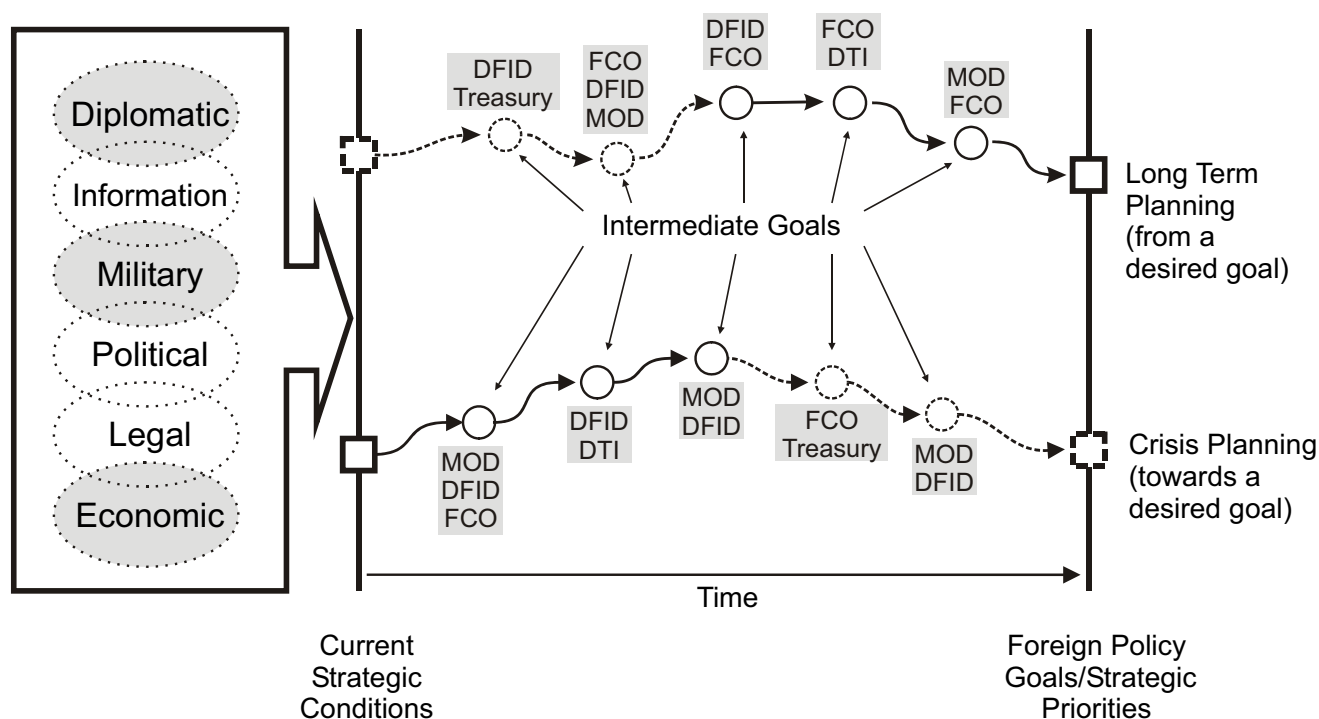 Diplomatic
Information
Military
Political
Legal
Economic
DFID
Treasury
FCO
DFID
MOD
DFID
FCO
FCO
DTI
MOD
FCO
Intermediate Goals
Long Term
Planning
(from a
desired goal)
MOD
DFID
FCO
DFID
DTI
MOD
DFID
FCO
Treasury
MOD
DFID
Crisis Planning
(towards a
desired goal)
Time
Current
Strategic
Conditions
Foreign Policy
Goals/Strategic
Priorities